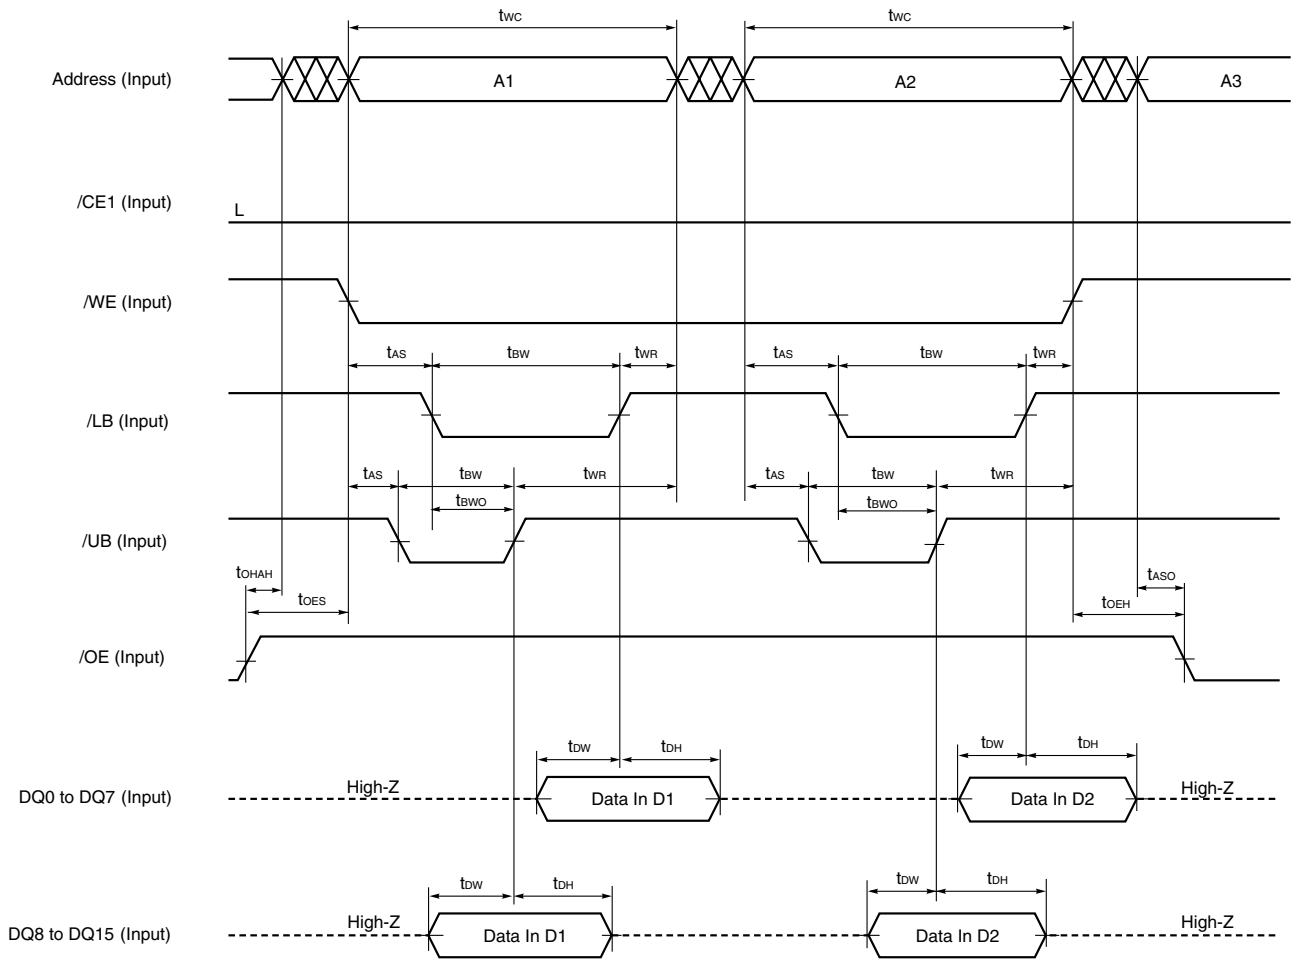 tWC tWC
Address (Input) A1 A2 A3
/CE1 (Input) L
/WE (Input)
tAS tBW tWR tAS tBW tWR
/LB (Input)
tAS tBW tWR tAS tBW tWR
tBWO tBWO
/UB (Input)
tOHAH tASO
tOES tOEH
/OE (Input)
tDW tDH tDW tDH
DQ0 to DQ7 (Input) High-Z Data In D1 Data In D2 High-Z
tDW tDH tDW tDH
DQ8 to DQ15 (Input) High-Z Data In D1 Data In D2 High-Z